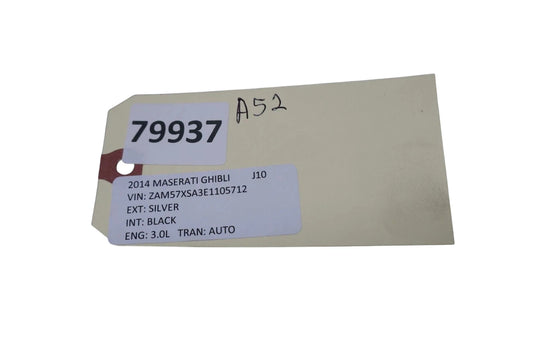 A52
79937
2014 MASERATI GHIBLI J10
VIN: ZAM57XSA3E1105712
EXT: SILVER
INT: BLACK
ENG: 3.0L TRAN: AUTO